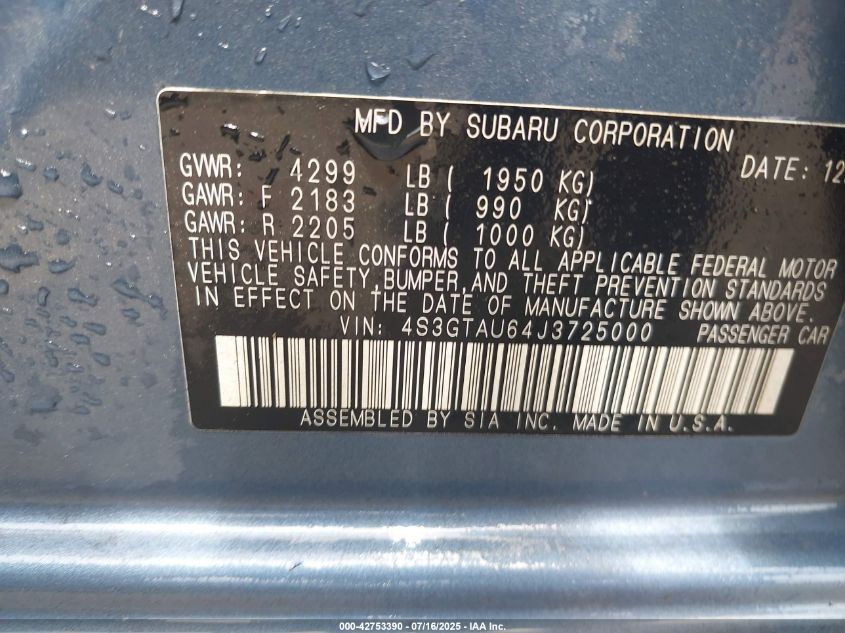 MFD BY SUBARU CORPORATION
GVWR: 4299 LB ( 1950 KG) DATE: 12
GAWR: F 2183 LB ( 990 KG)
GAWR: R 2205 LB ( 1000 KG)
THIS VEHICLE CONFORMS TO ALL APPLICABLE FEDERAL MOTOR
VEHICLE SAFETY,BUMPER,AND THEFT PREVENTION STANDARDS
IN EFFECT ON THE DATE OF MANUFACTURE SHOWN ABOVE.
VIN: 4S3GTAU64J3725000 PASSENGER CAR
ASSEMBLED BY SIA INC. MADE IN U.S.A.
000-42753390 - 07/16/2025 - IAA Inc.